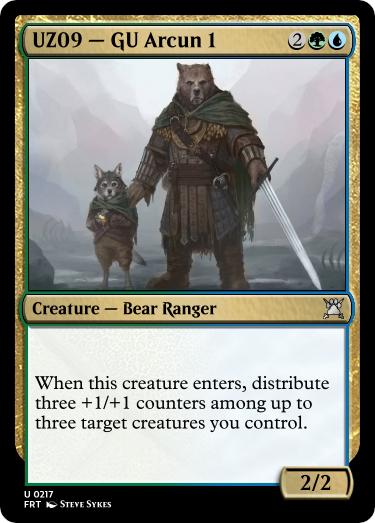 UZ09 — GU Arcun 1 2
Creature — Bear Ranger
When this creature enters, distribute
three +1/+1 counters among up to
three target creatures you control.
2/2
U 0217
FRT Steve Sykes